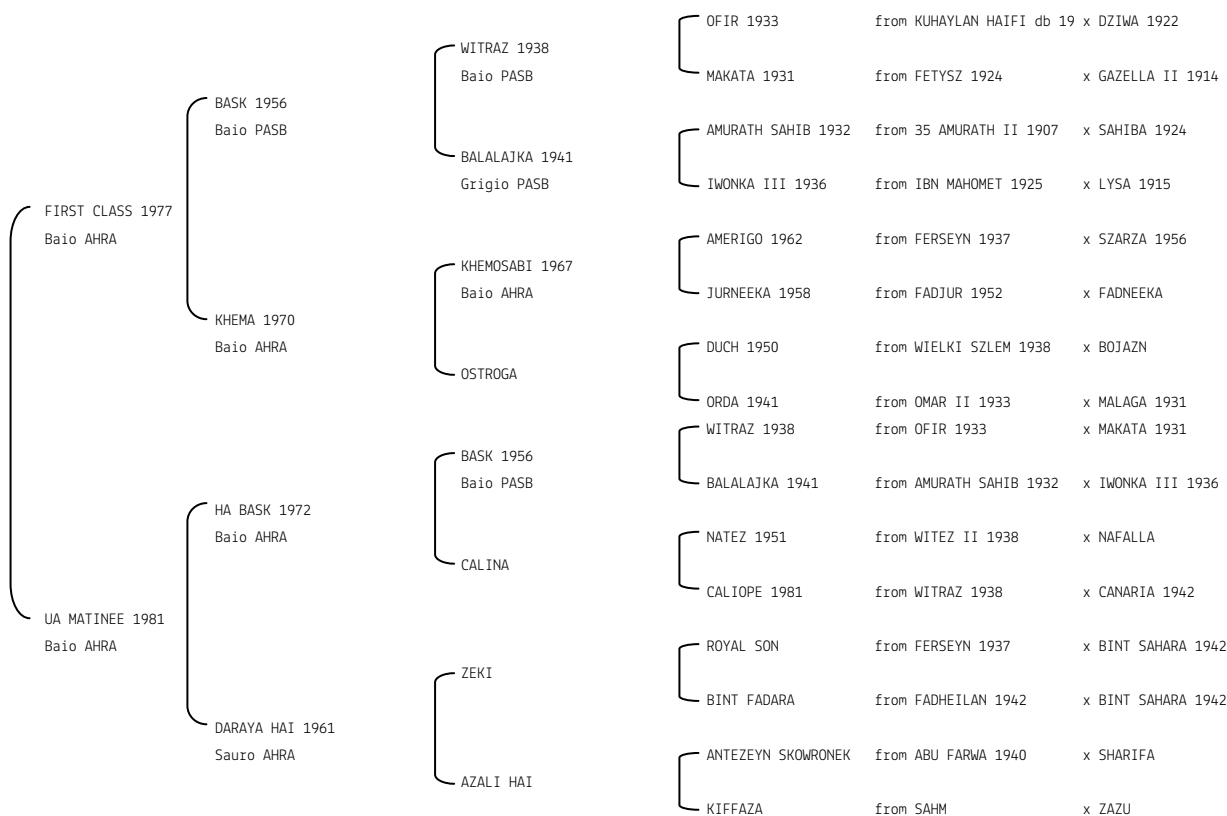 OFIR 1933 from KUHAYLAN HAIFI db 19 x DZIWA 1922
WITRAZ 1938
Baio PASB
MAKATA 1931 from FETYSZ 1924 x GAZELLA II 1914
BASK 1956
Baio PASB
AMURATH SAHIB 1932 from 35 AMURATH II 1907 x SAHIBA 1924
BALALAJKA 1941
Grigio PASB
IWONKA III 1936 from IBN MAHOMET 1925 x LYSA 1915
FIRST CLASS 1977
Baio AHRA
AMERIGO 1962 from FERSEYN 1937 x SZARZA 1956
KHEMOSABI 1967
Baio AHRA
JURNEEKA 1958 from FADJUR 1952 x FADNEEKA
KHEMA 1970
Baio AHRA
DUCH 1950 from WIELKI SZLEM 1938 x BOJAZN
OSTROGA
ORDA 1941 from OMAR II 1933 x MALAGA 1931
WITRAZ 1938 from OFIR 1933 x MAKATA 1931
BASK 1956
Baio PASB
BALALAJKA 1941 from AMURATH SAHIB 1932 x IWONKA III 1936
HA BASK 1972
Baio AHRA
NATEZ 1951 from WITEZ II 1938 x NAFALLA
CALINA
CALIOPE 1981 from WITRAZ 1938 x CANARIA 1942
UA MATINEE 1981
Baio AHRA
ROYAL SON from FERSEYN 1937 x BINT SAHARA 1942
ZEKI
BINT FADARA from FADHEILAN 1942 x BINT SAHARA 1942
DARAYA HAI 1961
Sauro AHRA
ANTEZEYN SKOWRONEK from ABU FARWA 1940 x SHARIFA
AZALI HAI
KIFFAZA from SAHM x ZAZU